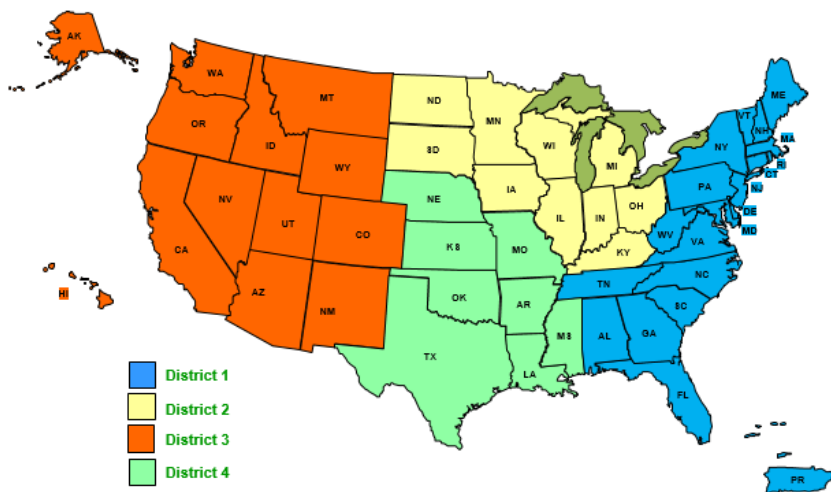 AK
WA
MT
ND
MN
ME
VT
NH
MA
OR
ID
SD
WI
MI
NY
RI
CT
WY
IA
PA
NJ
NV
NE
IL
IN
OH
DE
MD
UT
CO
KS
MO
KY
WV
VA
CA
NC
TN
AZ
NM
OK
AR
SC
HI
TX
MS
AL
GA
LA
FL
District 1
District 2
District 3
District 4
PR